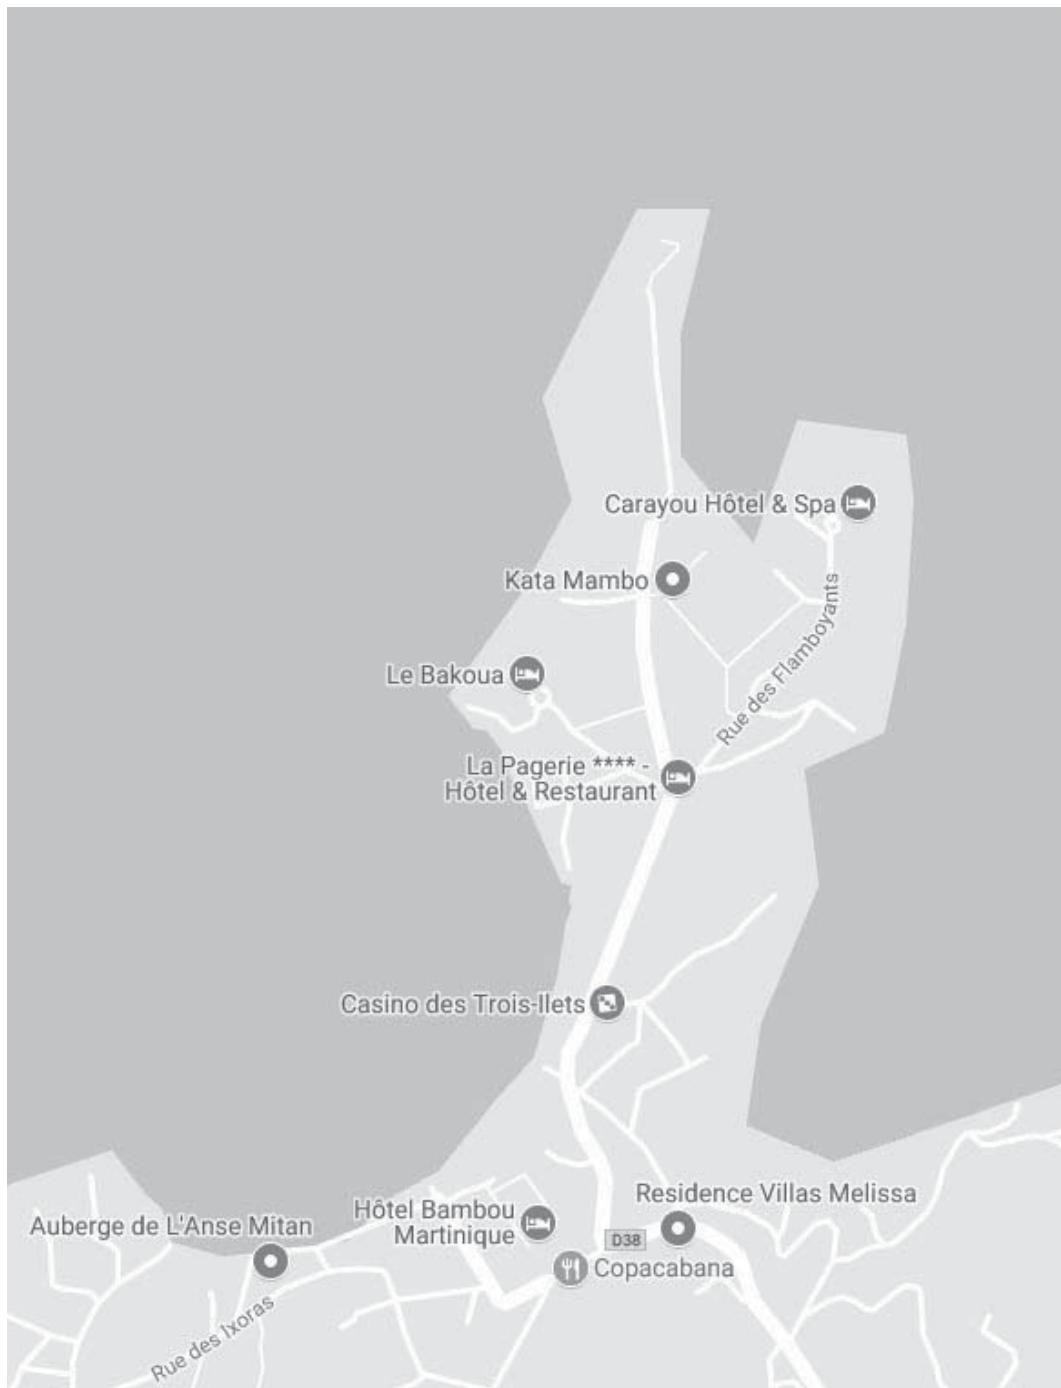 Carayou Hôtel & Spa
Kata Mambo
Rue des Flamboyants
Le Bakoua
La Pagerie **** -
Hôtel & Restaurant
Casino des Trois-Ilets
Residence Villas Melissa
Hôtel Bambou
Martinique
Auberge de L'Anse Mitan
D38
Copacabana
Rue des Ixoras